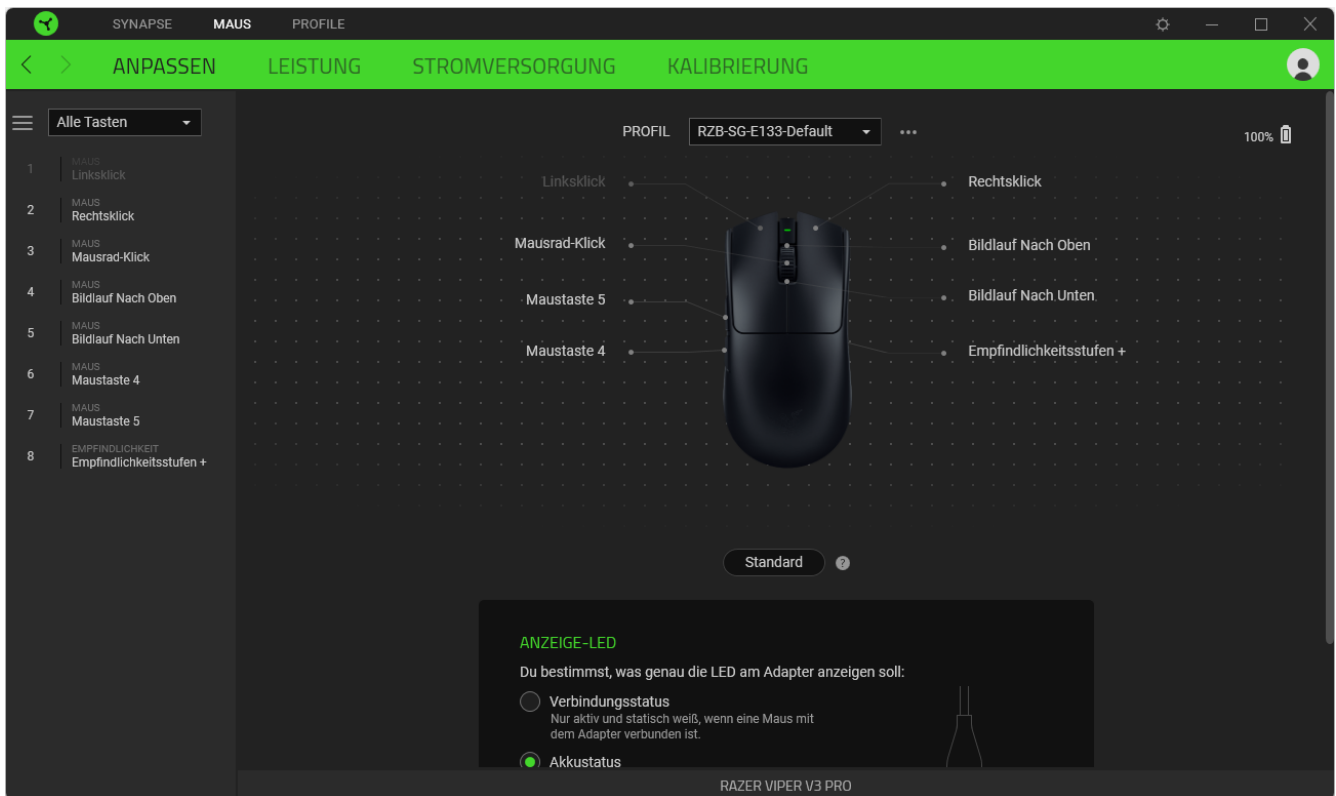 SYNAPSE MAUS PROFILE
ANPASSEN LEISTUNG STROMVERSORGUNG KALIBRIERUNG
Alle Tasten
PROFIL RZB-SG-E133-Default
100%
1 MAUS
Linksklick
2 MAUS
Rechtsklick
3 MAUS
Mausrad-Klick
4 MAUS
Bildlauf Nach Oben
5 MAUS
Bildlauf Nach Unten
6 MAUS
Maustaste 4
7 MAUS
Maustaste 5
8 EMPFINDLICHKEIT
Empfindlichkeitsstufen +
Linksklick
Rechtsklick
Mausrad-Klick
Bildlauf Nach Oben
Maustaste 5
Bildlauf Nach Unten
Maustaste 4
Empfindlichkeitsstufen +
Standard ?
ANZEIGE-LED
Du bestimmst, was genau die LED am Adapter anzeigen soll:
Verbindungsstatus
Nur aktiv und statisch weiß, wenn eine Maus mit
dem Adapter verbunden ist.
Akkustatus
RAZER VIPER V3 PRO